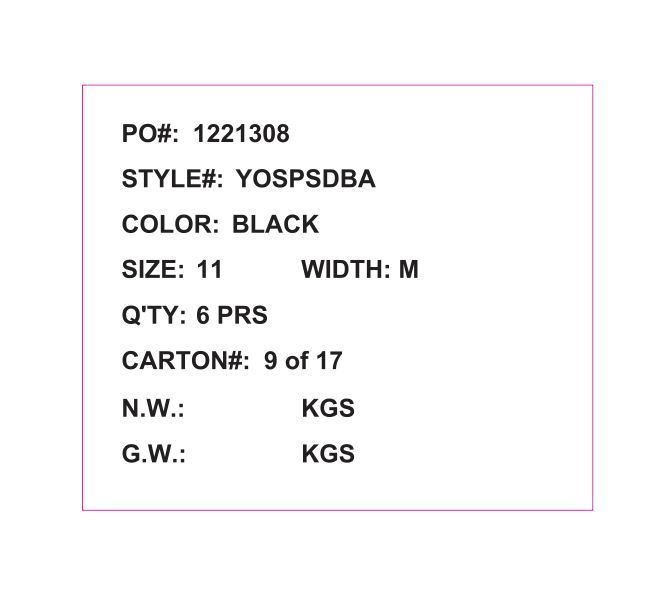 PO#: 1221308
STYLE#: YOSPSDBA
COLOR: BLACK
SIZE: 11 WIDTH: M
Q'TY: 6 PRS
CARTON#: 9 of 17
N.W.: KGS
G.W.: KGS